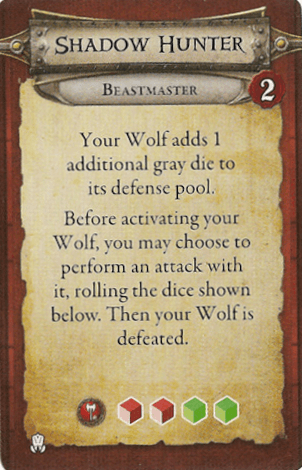 Shadow Hunter
Beastmaster
2
Your Wolf adds 1
additional gray die to
its defense pool.
Before activating your
Wolf, you may choose to
perform an attack with
it, rolling the dice shown
below. Then your Wolf is
defeated.